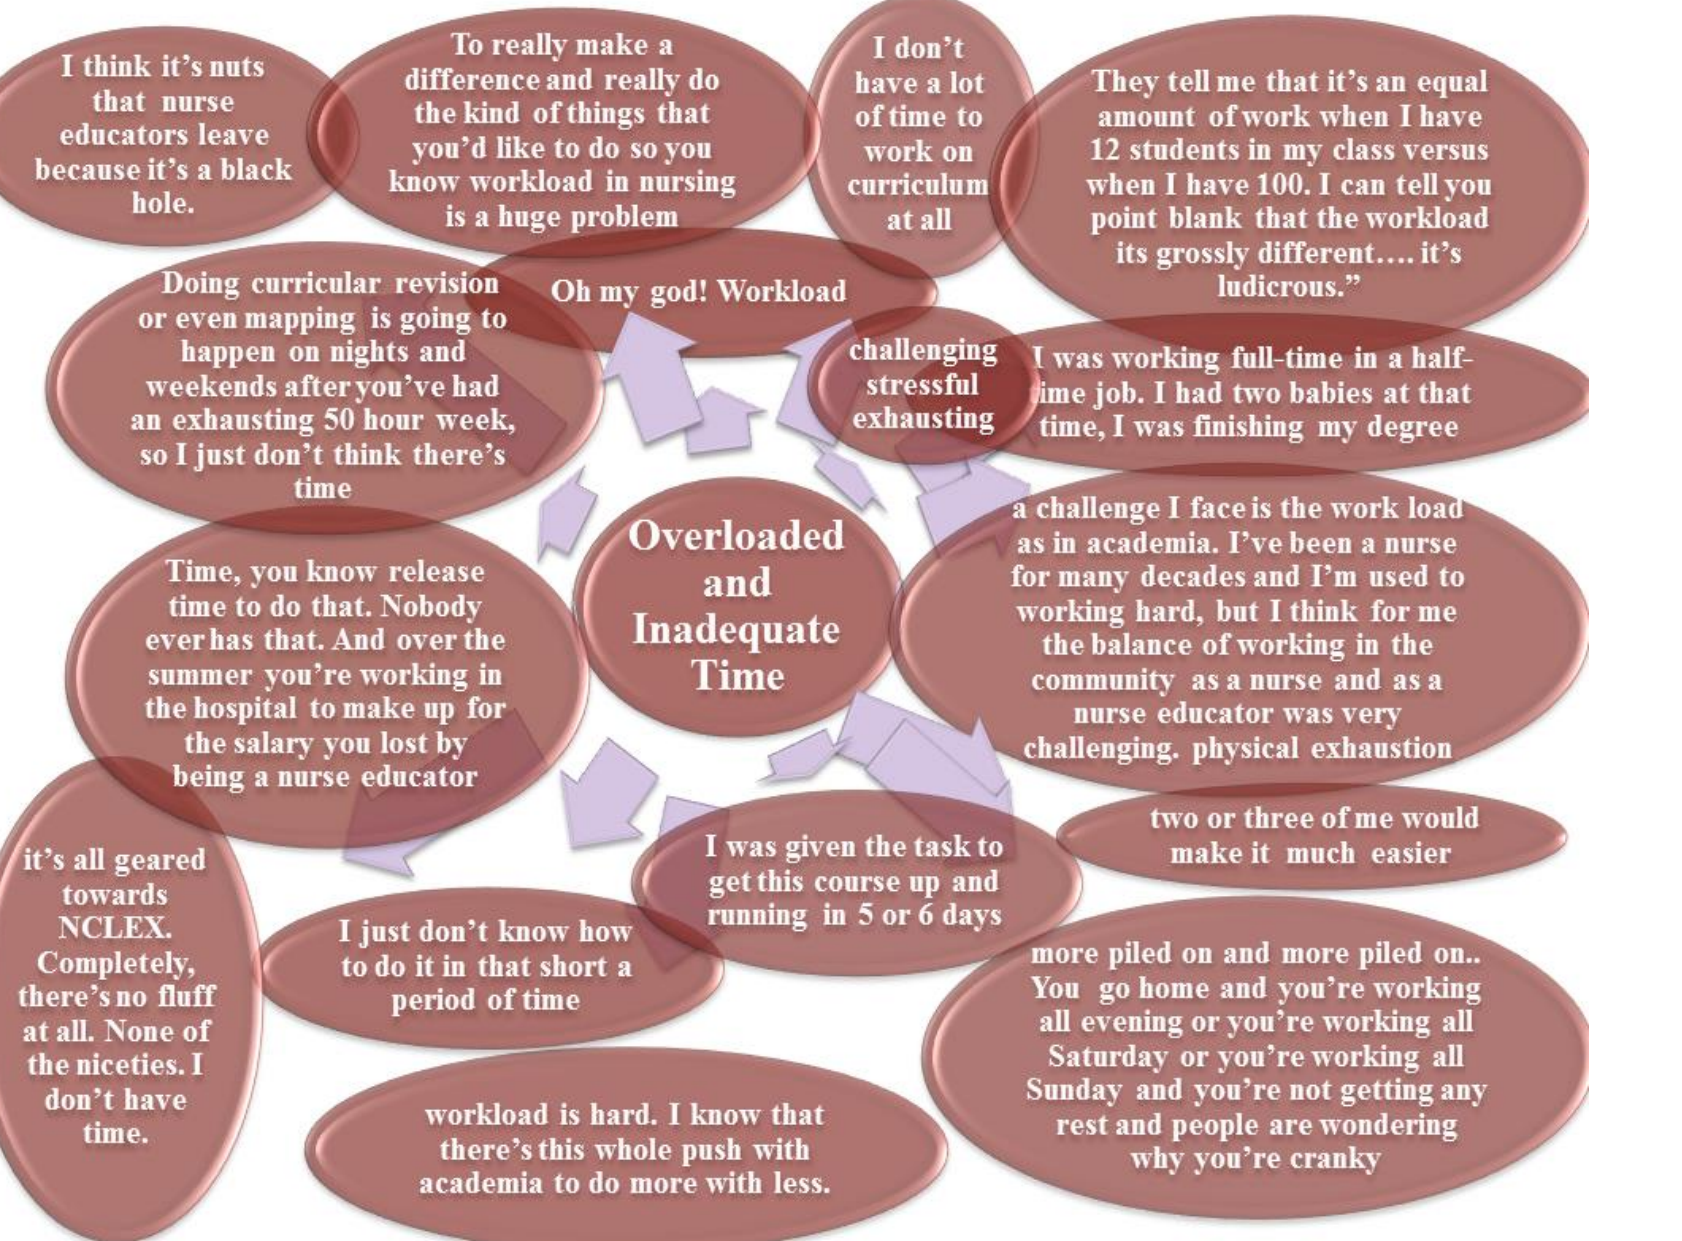 I think it’s nuts
that nurse
educators leave
because it’s a black
hole.
To really make a
difference and really do
the kind of things that
you’d like to do so you
know workload in nursing
is a huge problem
I don’t
have a lot
of time to
work on
curriculum
at all
They tell me that it’s an equal
amount of work when I have
12 students in my class versus
when I have 100. I can tell you
point blank that the workload
its grossly different…. it’s
ludicrous.”
Doing curricular revision
or even mapping is going to
happen on nights and
weekends after you’ve had
an exhausting 50 hour week,
so I just don’t think there’s
time
Oh my god! Workload
challenging
stressful
exhausting
I was working full-time in a half-
ime job. I had two babies at that
time, I was finishing my degree
Overloaded
and
Inadequate
Time
a challenge I face is the work load
as in academia. I’ve been a nurse
for many decades and I’m used to
working hard, but I think for me
the balance of working in the
community as a nurse and as a
nurse educator was very
challenging. physical exhaustion
Time, you know release
time to do that. Nobody
ever has that. And over the
summer you’re working in
the hospital to make up for
the salary you lost by
being a nurse educator
two or three of me would
make it much easier
I was given the task to
get this course up and
running in 5 or 6 days
it’s all geared
towards
NCLEX.
Completely,
there’s no fluff
at all. None of
the niceties. I
don’t have
time.
I just don’t know how
to do it in that short a
period of time
more piled on and more piled on..
You go home and you’re working
all evening or you’re working all
Saturday or you’re working all
Sunday and you’re not getting any
rest and people are wondering
why you’re cranky
workload is hard. I know that
there’s this whole push with
academia to do more with less.